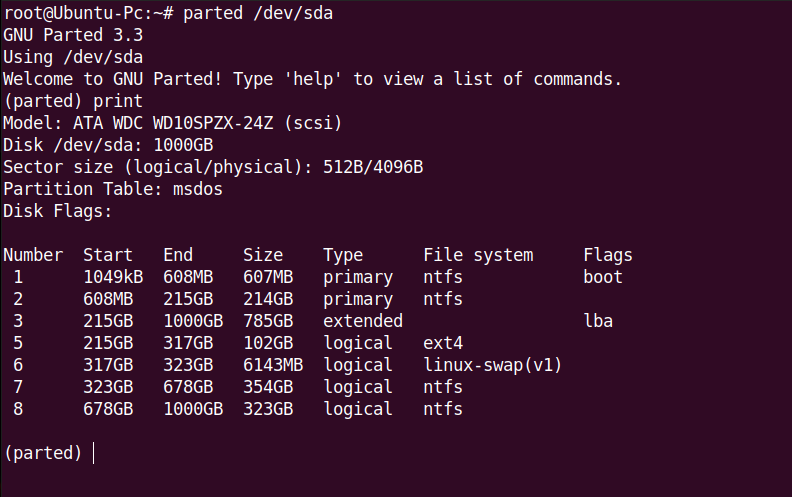 root@Ubuntu-Pc:~# parted /dev/sda
GNU Parted 3.3
Using /dev/sda
Welcome to GNU Parted! Type 'help' to view a list of commands.
(parted) print
Model: ATA WDC WD10SPZX-24Z (scsi)
Disk /dev/sda: 1000GB
Sector size (logical/physical): 512B/4096B
Partition Table: msdos
Disk Flags:

Number  Start   End     Size    Type      File system     Flags
 1      1049kB  608MB   607MB   primary   ntfs            boot
 2      608MB   215GB   214GB   primary   ntfs
 3      215GB   1000GB  785GB   extended                  lba
 5      215GB   317GB   102GB   logical   ext4
 6      317GB   323GB   6143MB  logical   linux-swap(v1)
 7      323GB   678GB   354GB   logical   ntfs
 8      678GB   1000GB  323GB   logical   ntfs

(parted)